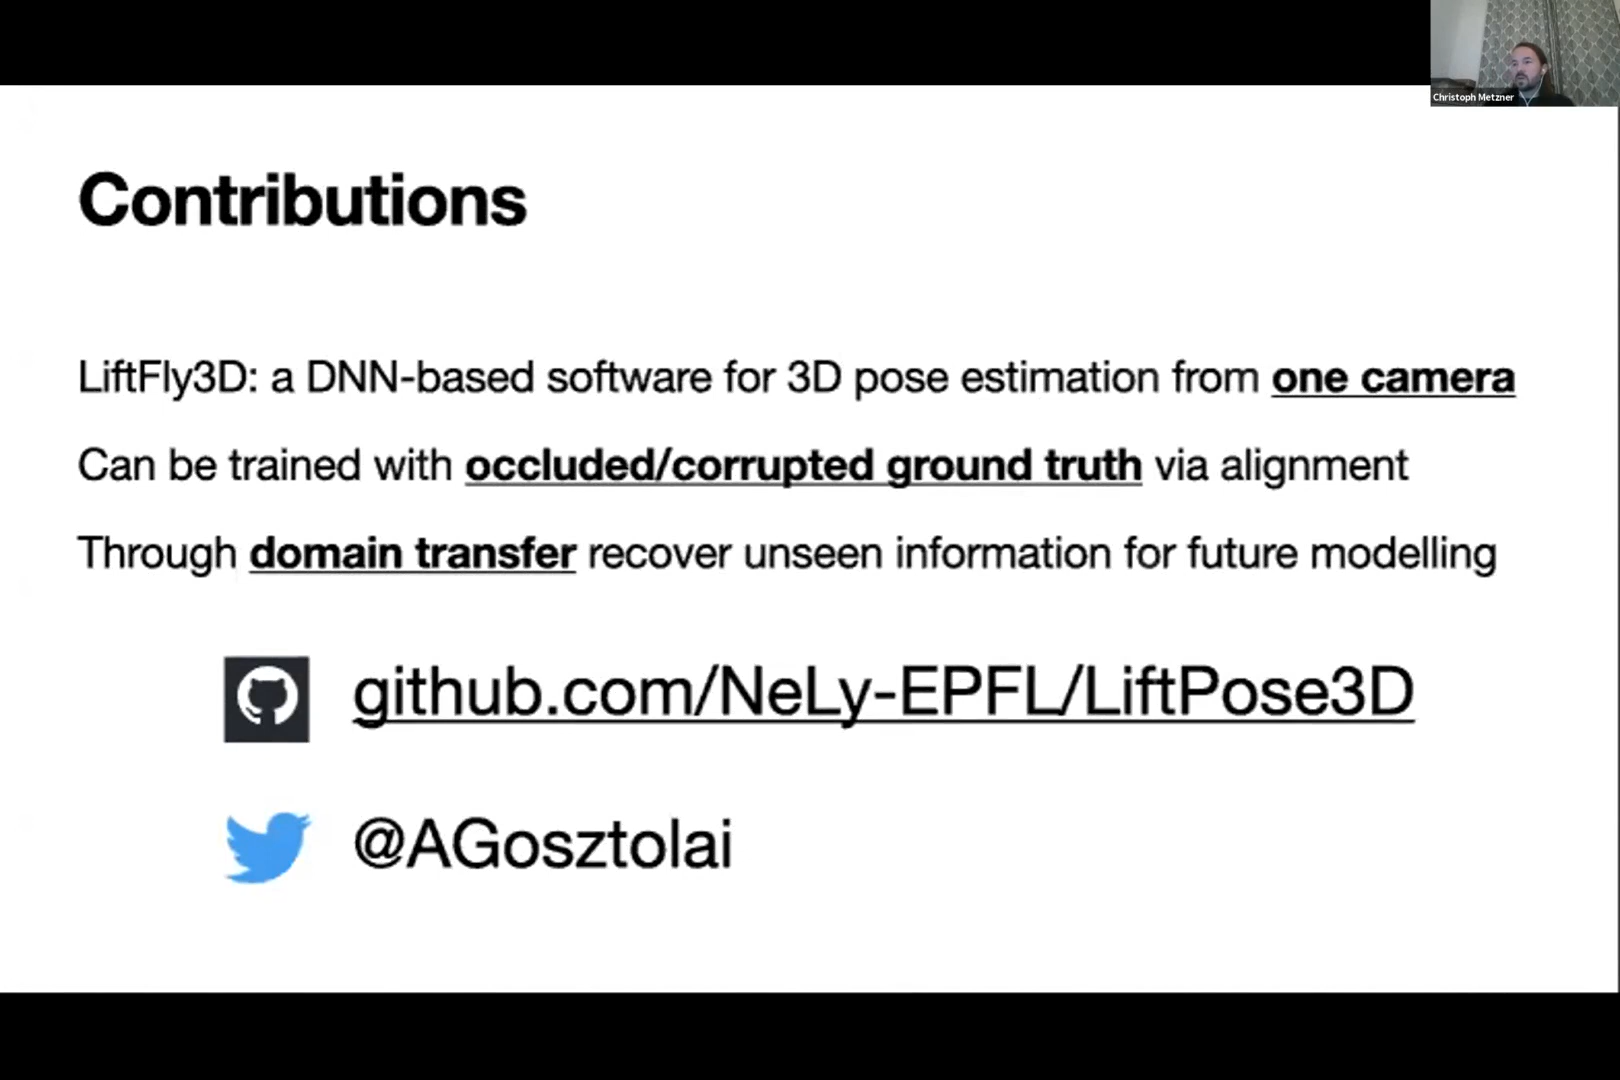 Christoph Metzner
Contributions
LiftFly3D: a DNN-based software for 3D pose estimation from one camera
Can be trained with occluded/corrupted ground truth via alignment
Through domain transfer recover unseen information for future modelling
github.com/NeLy-EPFL/LiftPose3D
@AGosztolai